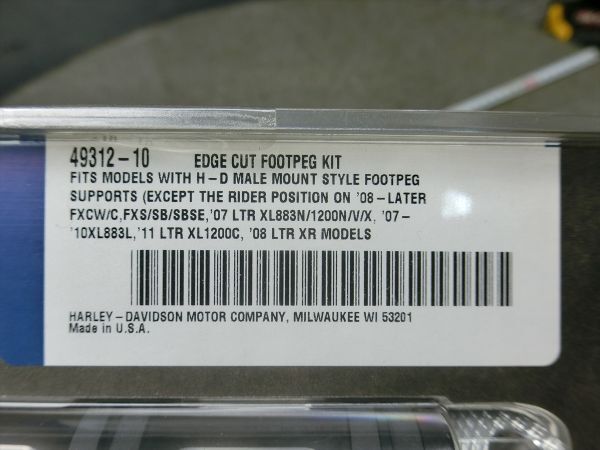 49312-10 EDGE CUT FOOTPEG KIT
FITS MODELS WITH H-D MALE MOUNT STYLE FOOTPEG
SUPPORTS (EXCEPT THE RIDER POSITION ON '08-LATER
FXCW/C,FXS/SB/SBSE,'07 LTR XL883N/1200N/V/X, '07-
'10XL883L,'11 LTR XL1200C, '08 LTR XR MODELS
HARLEY-DAVIDSON MOTOR COMPANY, MILWAUKEE WI 53201
Made in U.S.A.